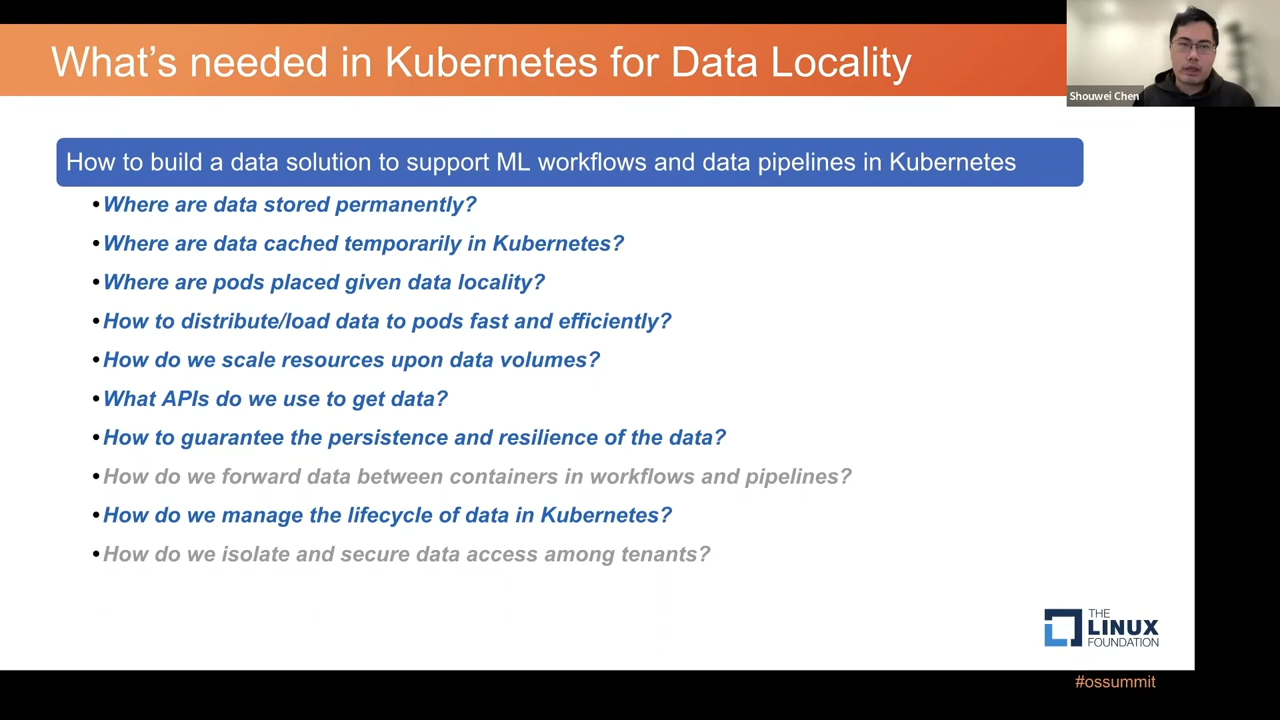 What's needed in Kubernetes for Data Locality
Shouwei Chen
How to build a data solution to support ML workflows and data pipelines in Kubernetes
•Where are data stored permanently?
•Where are data cached temporarily in Kubernetes?
•Where are pods placed given data locality?
•How to distribute/load data to pods fast and efficiently?
•How do we scale resources upon data volumes?
•What APIs do we use to get data?
•How to guarantee the persistence and resilience of the data?
•How do we forward data between containers in workflows and pipelines?
•How do we manage the lifecycle of data in Kubernetes?
•How do we isolate and secure data access among tenants?
THE
LINUX
FOUNDATION
#ossummit